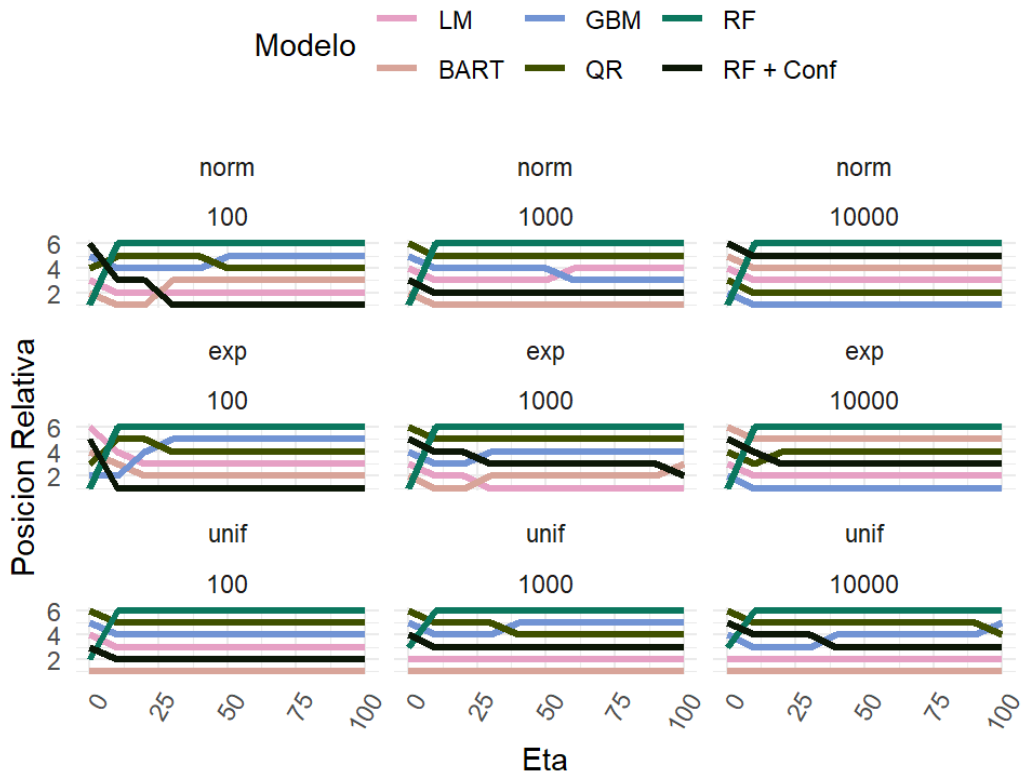 Modelo
LM GBM RF
BART QR RF + Conf
norm norm norm
100 1000 10000
6
4
2
exp exp exp
100 1000 10000
6
4
2
unif unif unif
100 1000 10000
6
4
2
0 25 50 75 100 0 25 50 75 100 0 25 50 75 100
Posicion Relativa
Eta